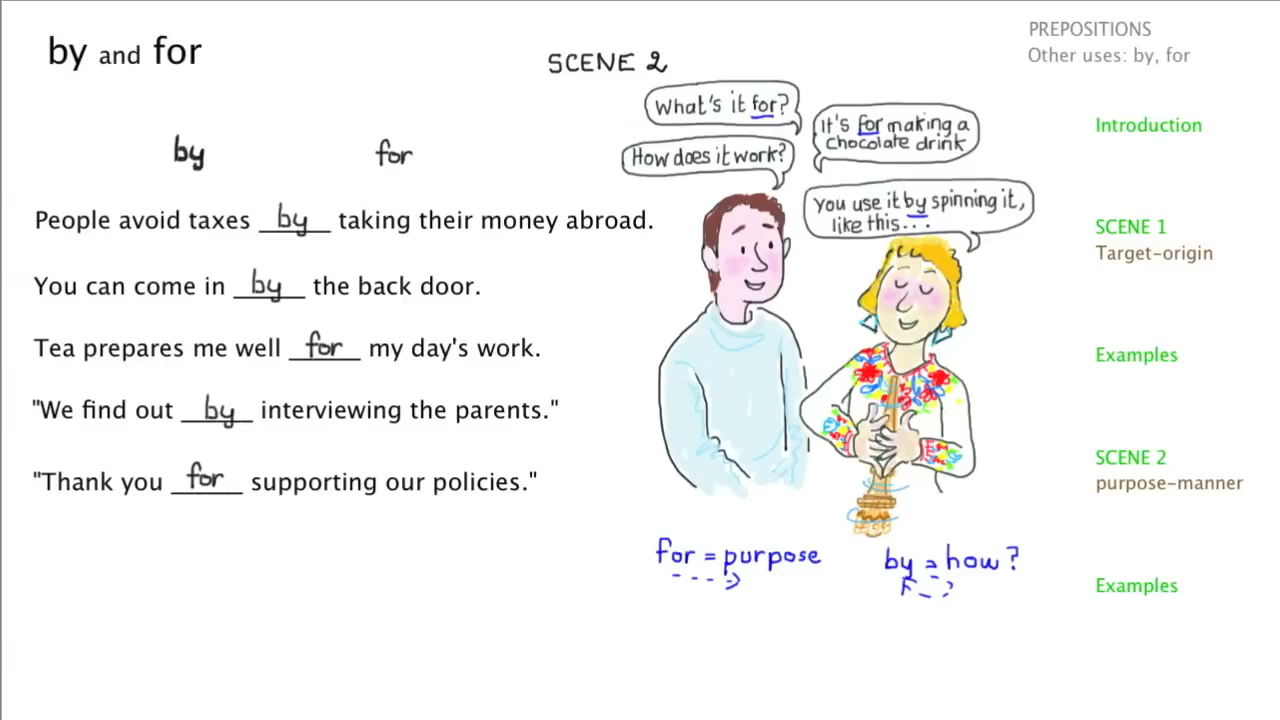 by and for
by for
People avoid taxes by taking their money abroad.
You can come in by the back door.
Tea prepares me well for my day's work.
"We find out by interviewing the parents."
"Thank you for supporting our policies."
SCENE 2
What's it for?
It's for making a
chocolate drink
How does it work?
You use it by spinning it,
like this...
for = purpose
by = how?
PREPOSITIONS
Other uses: by, for
Introduction
SCENE 1
Target-origin
Examples
SCENE 2
purpose-manner
Examples